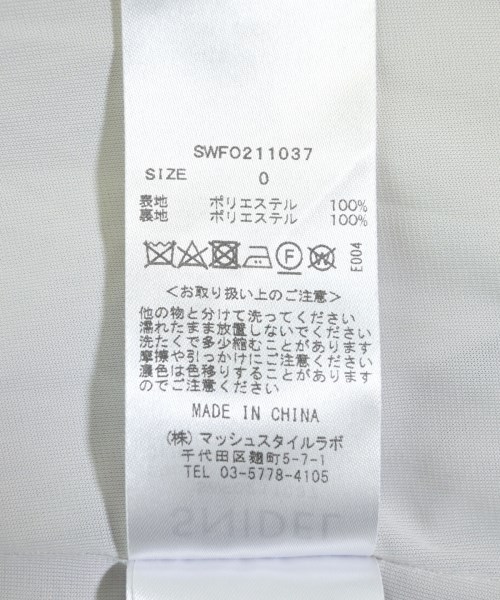 SWFO211037
SIZE 0
表地 ポリエステル 100%
裏地 ポリエステル 100%
F W E004
<お取り扱い上のご注意>
他の物と分けて洗ってください
濡れたまま放置しないでください
洗たくで多少縮むことがあります
摩擦や引っかけにご注意ください
濃色は色移りすることがあります
のでご注意ください
MADE IN CHINA
(株) マッシュスタイルラボ
千代田区麹町5-7-1
TEL 03-5778-4105
SNIDEL